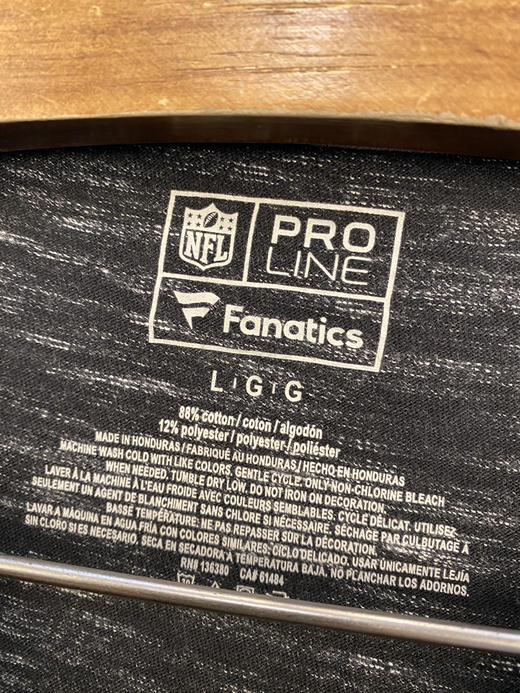 NFL
PRO
LINE
Fanatics
L G G
88% cotton / coton / algodón
12% polyester / polyester / poliéster
MADE IN HONDURAS / FABRIQUÉ AU HONDURAS / HECHO EN HONDURAS
MACHINE WASH COLD WITH LIKE COLORS. GENTLE CYCLE. ONLY NON-CHLORINE BLEACH
WHEN NEEDED. TUMBLE DRY LOW. DO NOT IRON ON DECORATION.
LAVER À LA MACHINE À L'EAU FROIDE AVEC COULEURS SEMBLABLES. CYCLE DÉLICAT. UTILISEZ
SEULEMENT UN AGENT DE BLANCHIMENT SANS CHLORE SI NÉCESSAIRE. SÉCHAGE PAR CULBUTAGE À
BASSE TEMPÉRATURE. NE PAS REPASSER SUR LA DÉCORATION.
LAVAR A MÁQUINA EN AGUA FRÍA CON COLORES SIMILARES. CICLO DELICADO. USAR ÚNICAMENTE LEJÍA
SIN CLORO SI ES NECESARIO. SECA EN SECADORA A TEMPERATURA BAJA. NO PLANCHAR LOS ADORNOS.
RN# 136380 CA# 61484